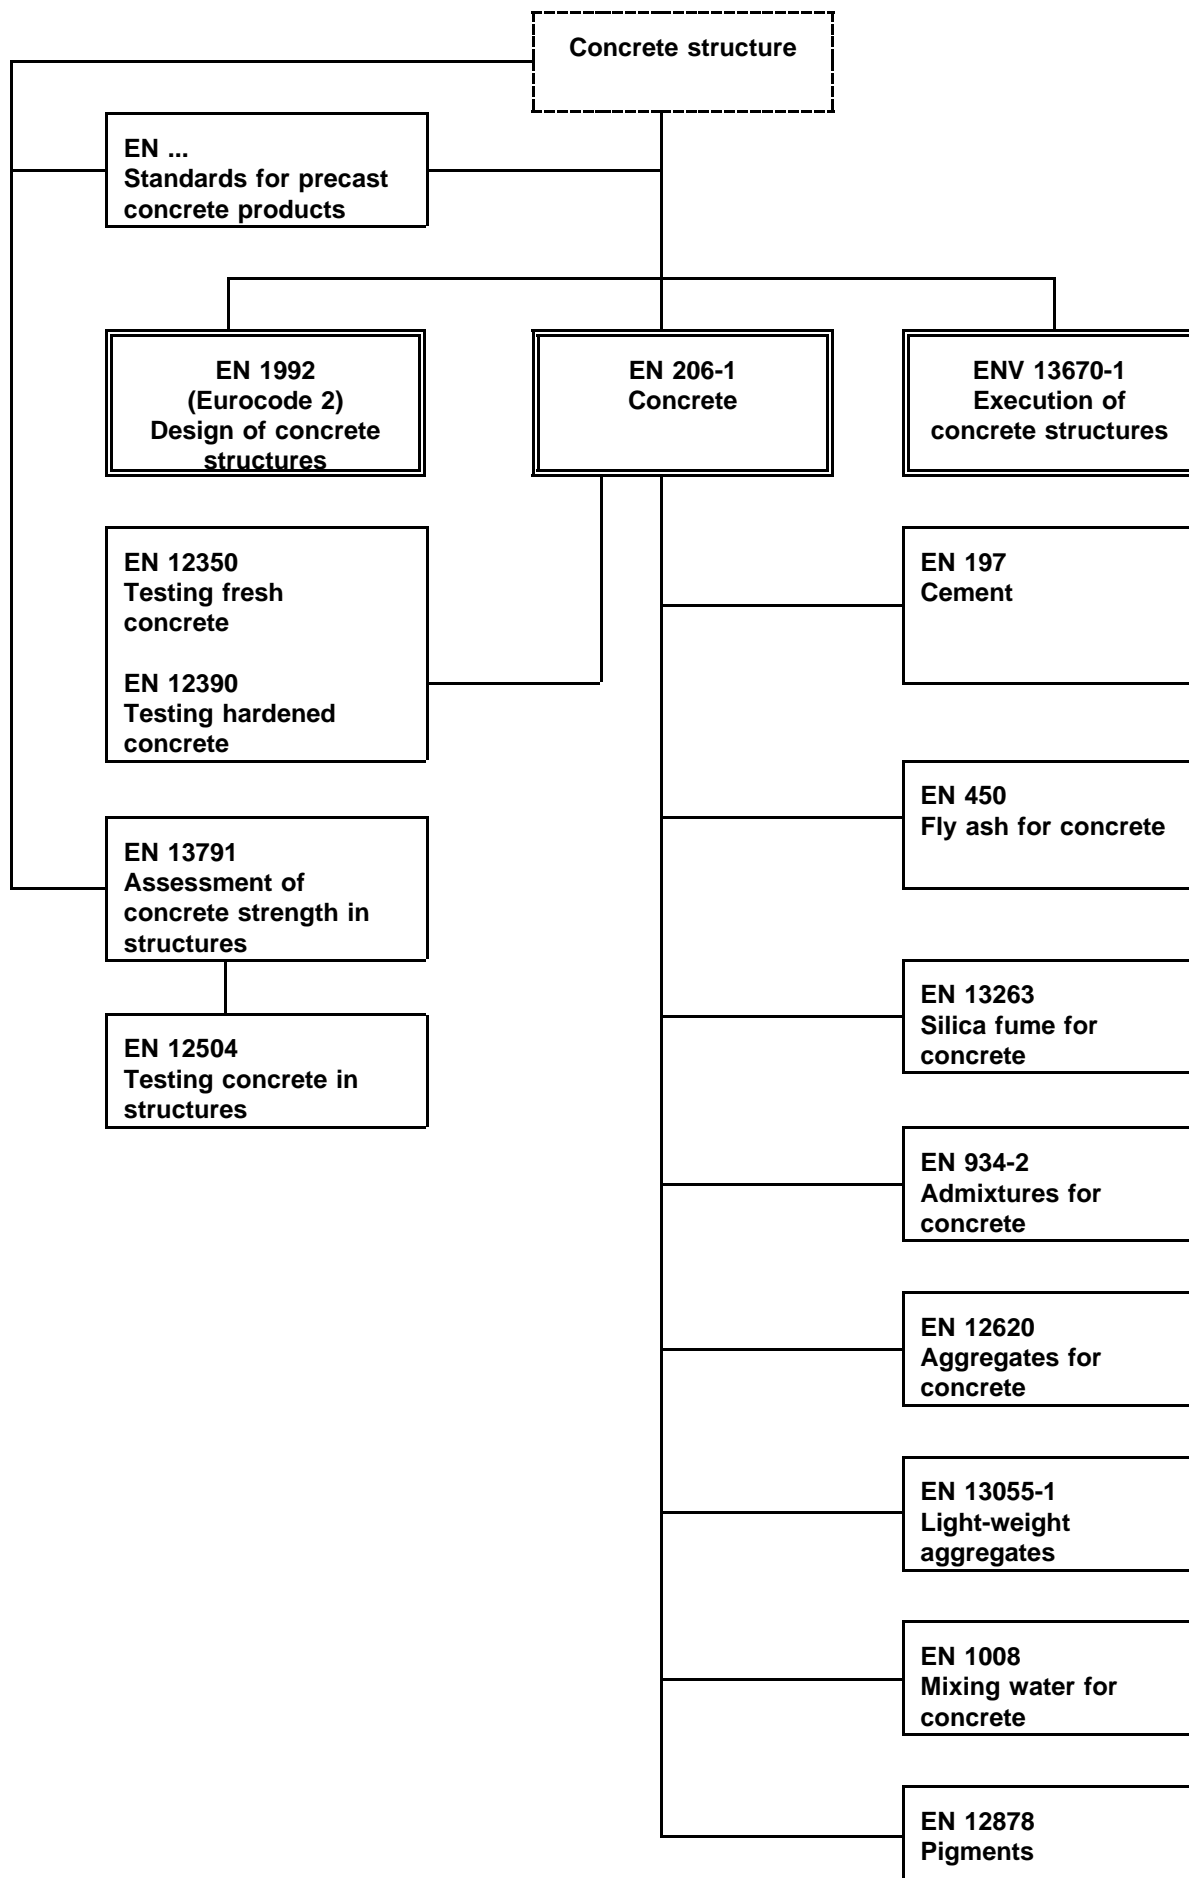 Concrete structure
EN ...
Standards for precast
concrete products
EN 1992
(Eurocode 2)
Design of concrete
structures
EN 206-1
Concrete
ENV 13670-1
Execution of
concrete structures
EN 12350
Testing fresh
concrete
EN 12390
Testing hardened
concrete
EN 197
Cement
EN 450
Fly ash for concrete
EN 13791
Assessment of
concrete strength in
structures
EN 13263
Silica fume for
concrete
EN 12504
Testing concrete in
structures
EN 934-2
Admixtures for
concrete
EN 12620
Aggregates for
concrete
EN 13055-1
Light-weight
aggregates
EN 1008
Mixing water for
concrete
EN 12878
Pigments